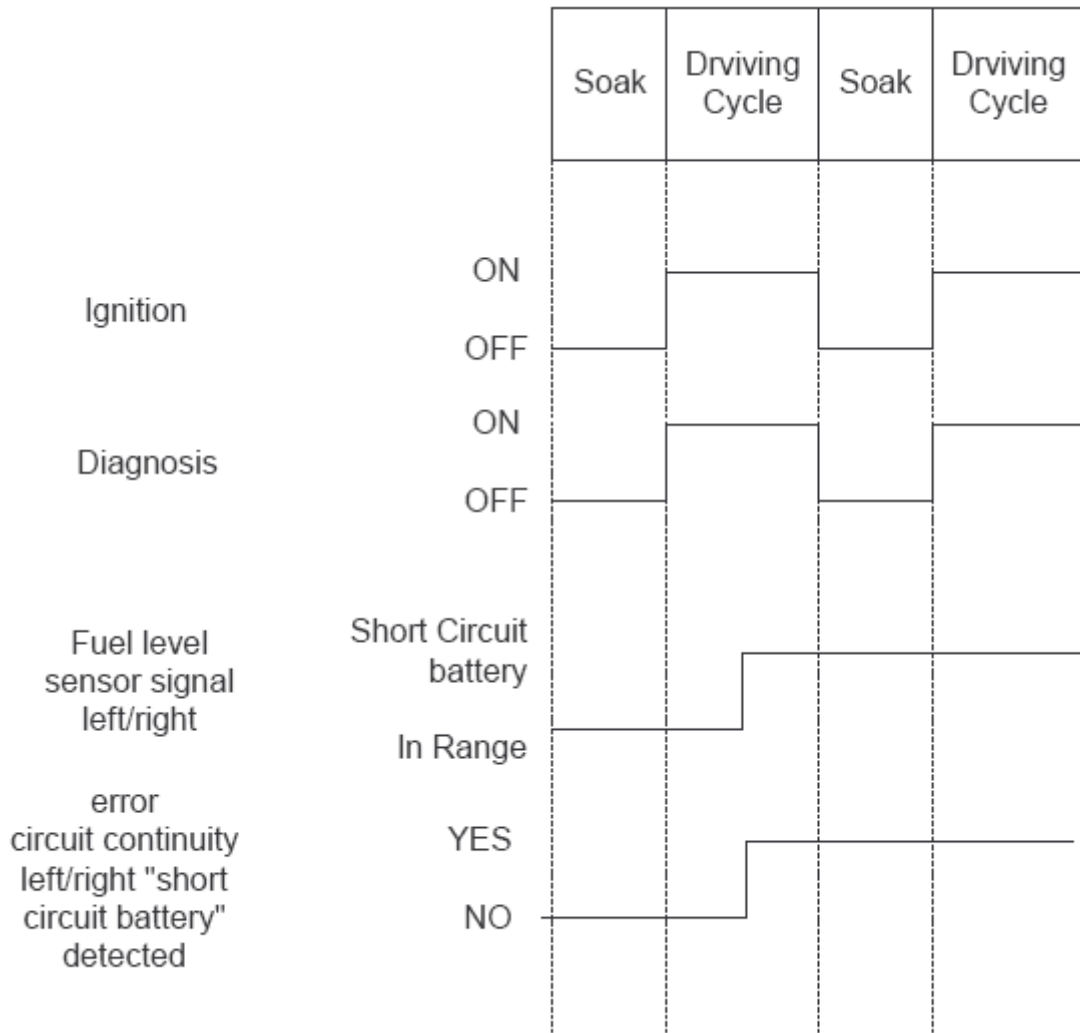 Soak
Drviving
Cycle
Soak
Drviving
Cycle
Ignition
ON
OFF
Diagnosis
ON
OFF
Fuel level
sensor signal
left/right
Short Circuit
battery
In Range
error
circuit continuity
left/right "short
circuit battery"
detected
YES
NO